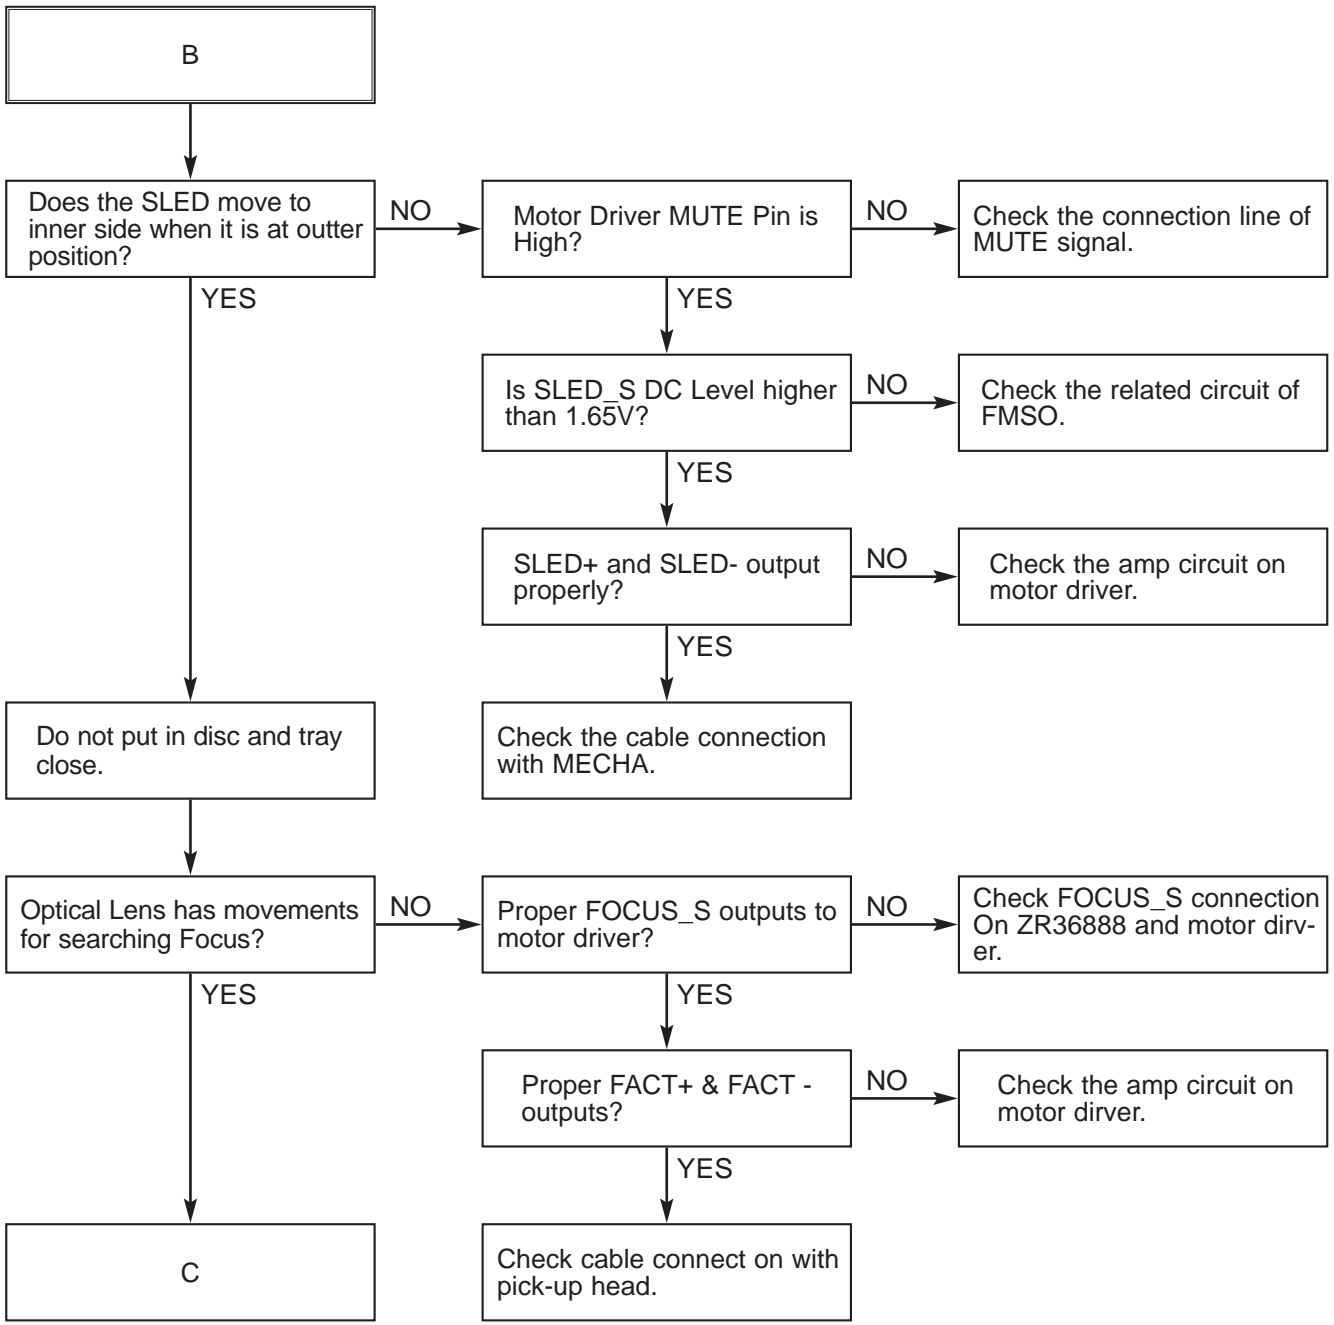 B
Does the SLED move to
inner side when it is at outter
position?
NO
Motor Driver MUTE Pin is
High?
NO
Check the connection line of
MUTE signal.
YES
YES
Is SLED_S DC Level higher
than 1.65V?
NO
Check the related circuit of
FMSO.
YES
SLED+ and SLED- output
properly?
NO
Check the amp circuit on
motor driver.
YES
Do not put in disc and tray
close.
Check the cable connection
with MECHA.
Optical Lens has movements
for searching Focus?
NO
Proper FOCUS_S outputs to
motor driver?
NO
Check FOCUS_S connection
On ZR36888 and motor dirv-
er.
YES
YES
Proper FACT+ & FACT -
outputs?
NO
Check the amp circuit on
motor dirver.
YES
C
Check cable connect on with
pick-up head.